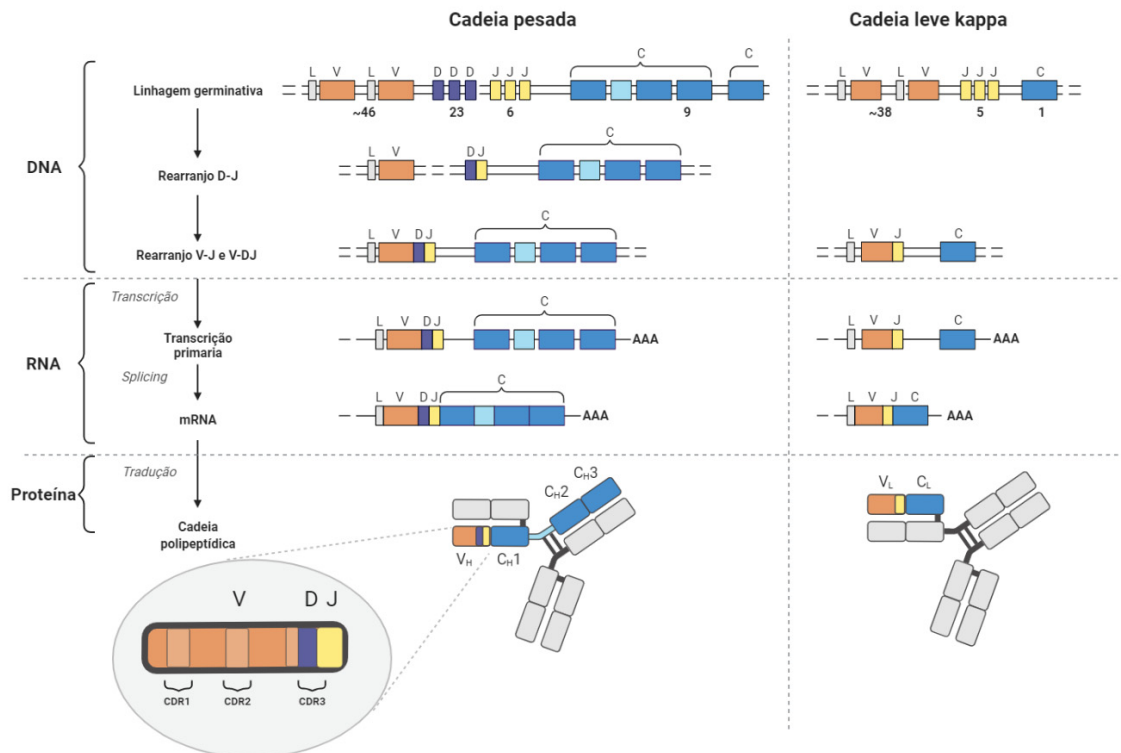 Cadeia pesada
Cadeia leve kappa
DNA
Linhagem germinativa
L V L V D D D J J J C C
~46 23 6 9
L V L V J J J C
~38 5 1
Rearranjo D-J
L V D J C
Rearranjo V-J e V-DJ
L V D J C
L V J C
RNA
Transcrição
Transcrição
primaria
L V D J C
AAA
L V J C
AAA
Splicing
mRNA
L V D J C
AAA
L V J C
AAA
Proteína
Tradução
Cadeia
polipeptídica
CH3
CH2
VH CH1
VL CL
V D J
CDR1 CDR2 CDR3